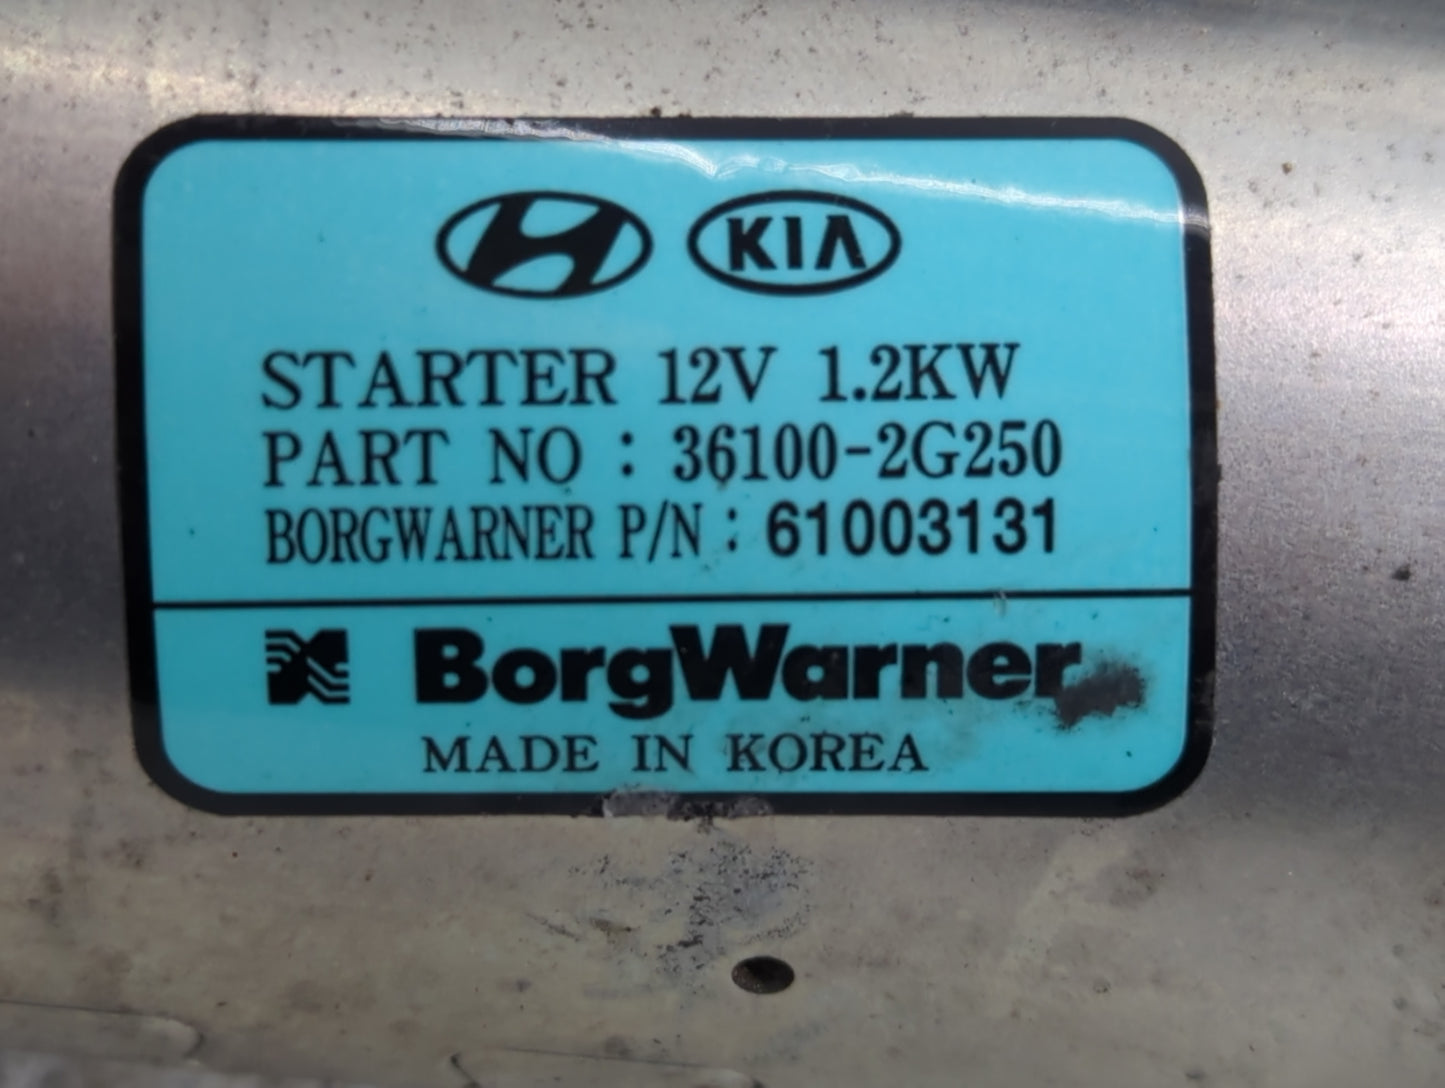 KIA
STARTER 12V 1.2KW
PART NO : 36100-2G250
BORGWARNER P/N : 61003131
BorgWarner
MADE IN KOREA